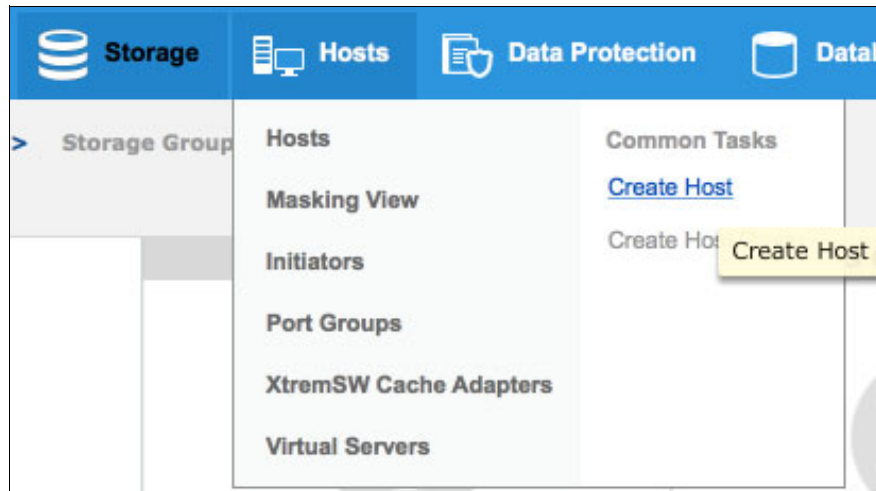 Storage Hosts Data Protection
> Storage Group
Hosts
Masking View
Initiators
Port Groups
XtremSW Cache Adapters
Virtual Servers
Common Tasks
Create Host
Create
Create Host